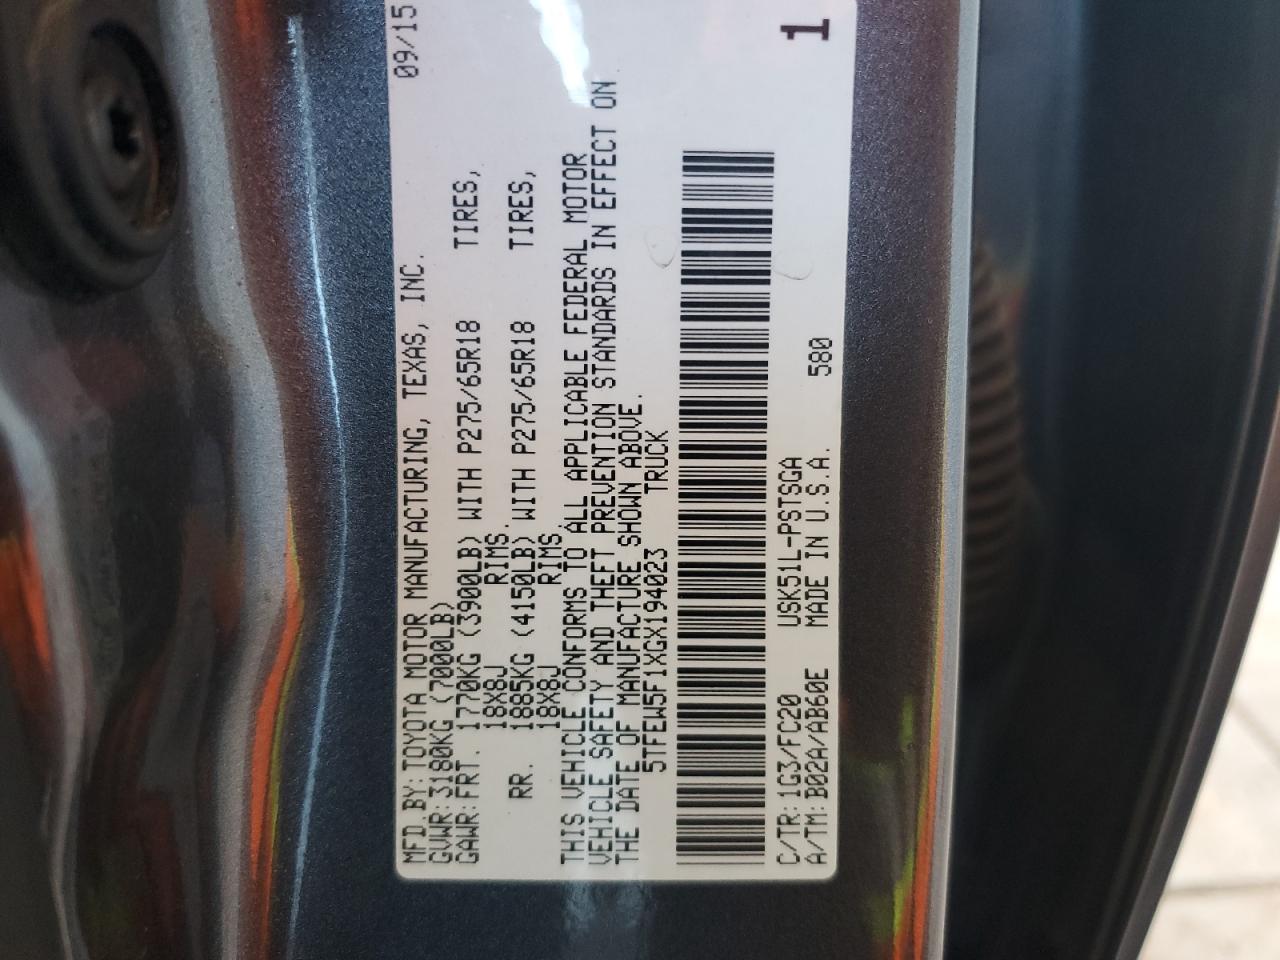 MFD.BY:TOYOTA MOTOR MANUFACTURING, TEXAS, INC. 09/15
GVWR:3180KG (7000LB)
GAWR:FRT. 1770KG (3900LB) WITH P275/65R18 TIRES,
18X8J RIMS.
RR. 1885KG (4150LB) WITH P275/65R18 TIRES,
18X8J RIMS.
THIS VEHICLE CONFORMS TO ALL APPLICABLE FEDERAL MOTOR
VEHICLE SAFETY AND THEFT PREVENTION STANDARDS IN EFFECT ON
THE DATE OF MANUFACTURE SHOWN ABOVE.
5TFEW5F1XGX194023 TRUCK
C/TR:1G3/FC20 USK51L-PSTSGA 1
A/TM:B02A/AB60E MADE IN U.S.A. 580